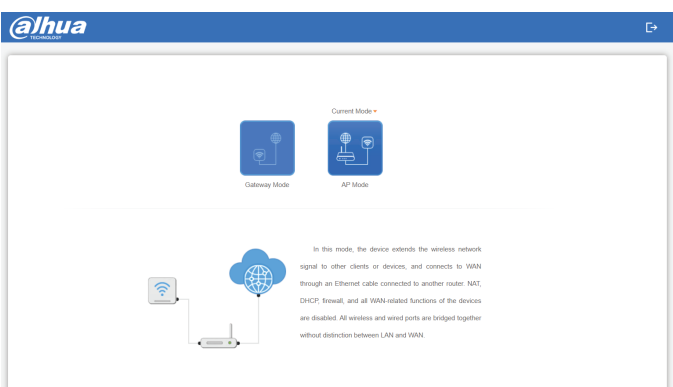 alhua
TECHNOLOGY
Current Mode
Gateway Mode
AP Mode
In this mode, the device extends the wireless network
signal to other clients or devices, and connects to WAN
through an Ethernet cable connected to another router. NAT,
DHCP, firewall, and all WAN-related functions of the devices
are disabled. All wireless and wired ports are bridged together
without distinction between LAN and WAN.